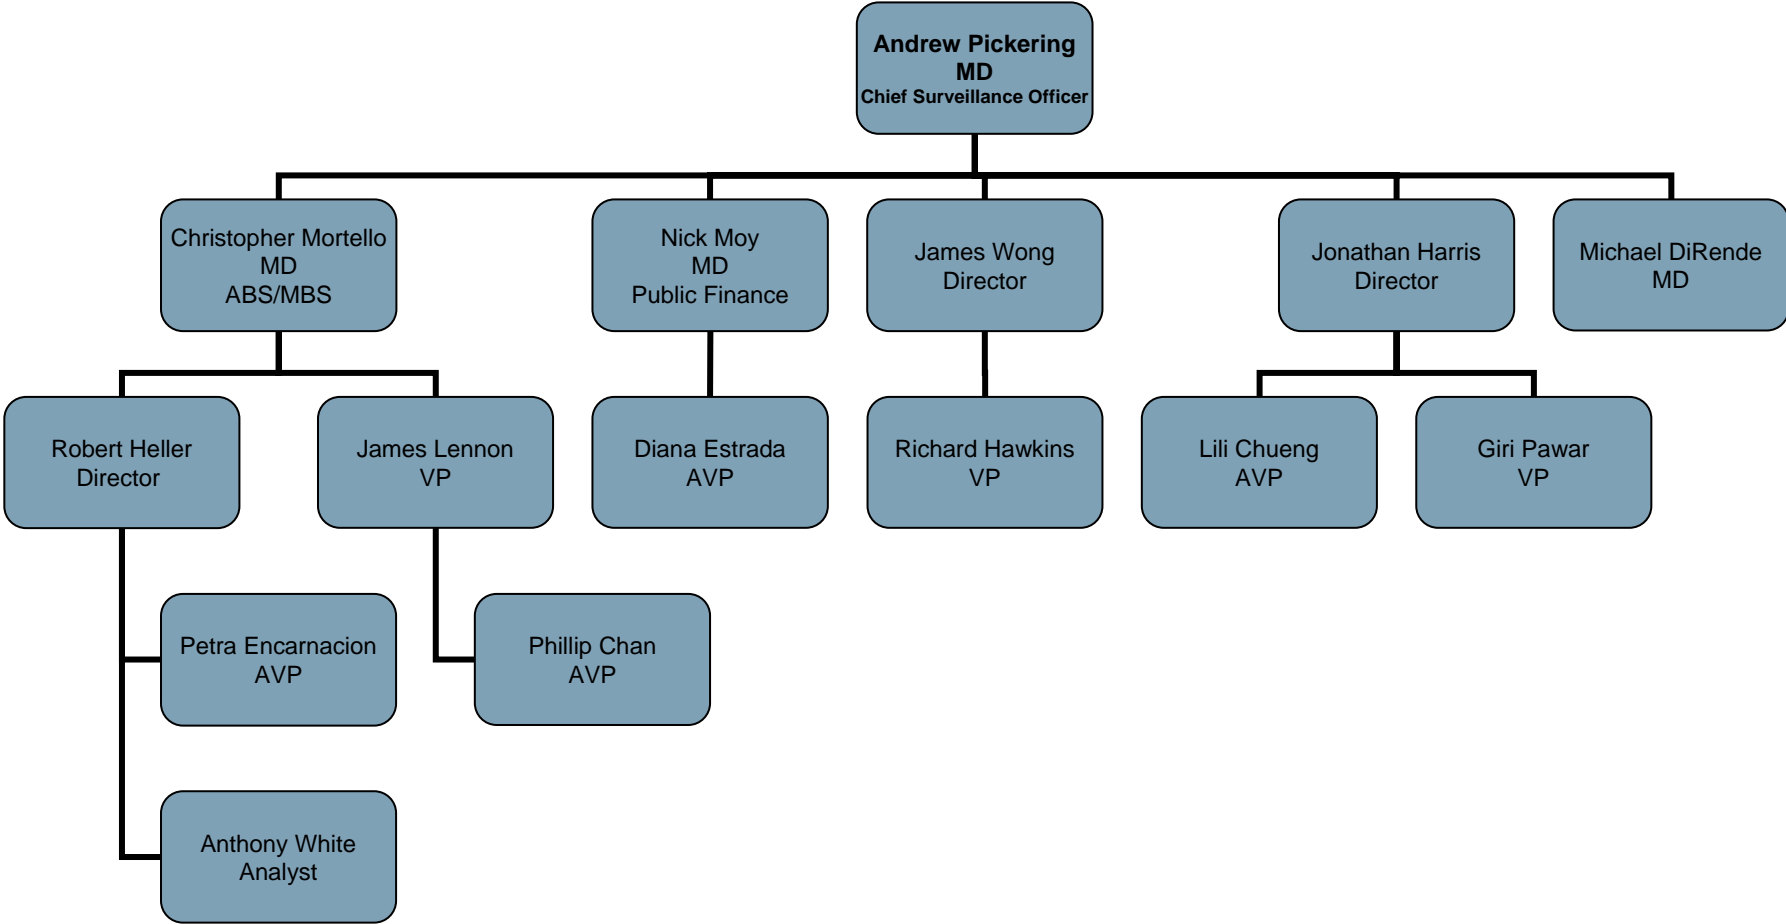 Andrew Pickering
MD
Chief Surveillance Officer
Christopher Mortello
MD
ABS/MBS
Nick Moy
MD
Public Finance
James Wong
Director
Jonathan Harris
Director
Michael DiRende
MD
Robert Heller
Director
James Lennon
VP
Diana Estrada
AVP
Richard Hawkins
VP
Lili Chueng
AVP
Giri Pawar
VP
Petra Encarnacion
AVP
Phillip Chan
AVP
Anthony White
Analyst